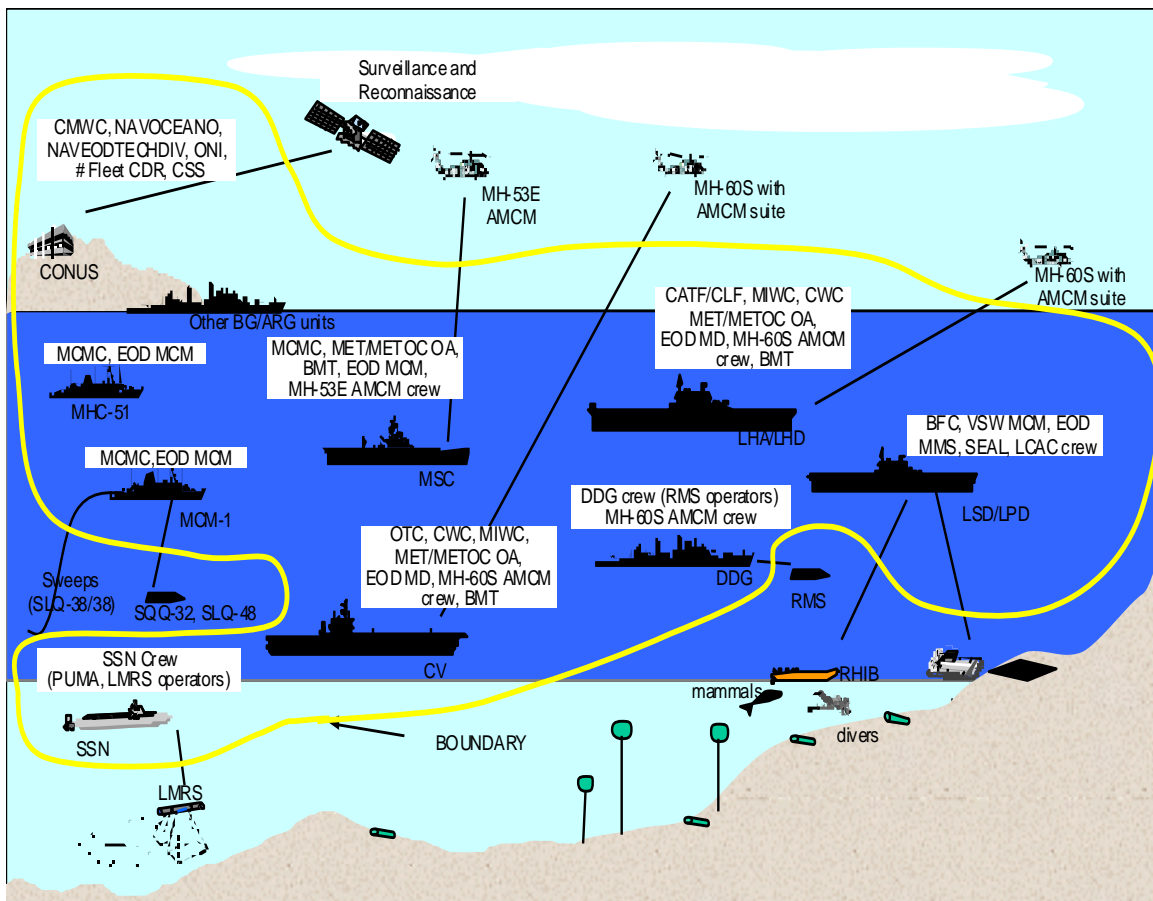 Surveillance and
Reconnaissance
CMWC, NAVOCEANO,
NAVEODTECHDIV, ONI,
# Fleet CDR, CSS
MH-53E
AMCM
MH-60S with
AMCM suite
CONUS
MH-60S with
AMCM suite
Other BG/ARG units
CATF/CLF, MIWC, CWC
MET/METOC OA,
EOD MD, MH-60S AMCM
crew, BMT
MCMC, EOD MCM
MHC-51
MCMC, MET/METOC OA,
BMT, EOD MCM,
MH-53E AMCM crew
LHA/LHD
BFC, VSW MCM, EOD
MMS, SEAL, LCAC crew
MCMC,EOD MCM
MCM-1
MSC
LSD/LPD
DDG crew (RMS operators)
MH-60S AMCM crew
OTC, CWC, MIWC,
MET/METOC OA,
EOD MD, MH-60S AMCM
crew, BMT
DDG
RMS
Sweeps
(SLQ-38/38)
SQQ-32, SLQ-48
SSN Crew
(PUMA, LMRS operators)
CV
RHIB
mammals
SSN
BOUNDARY
divers
LMRS